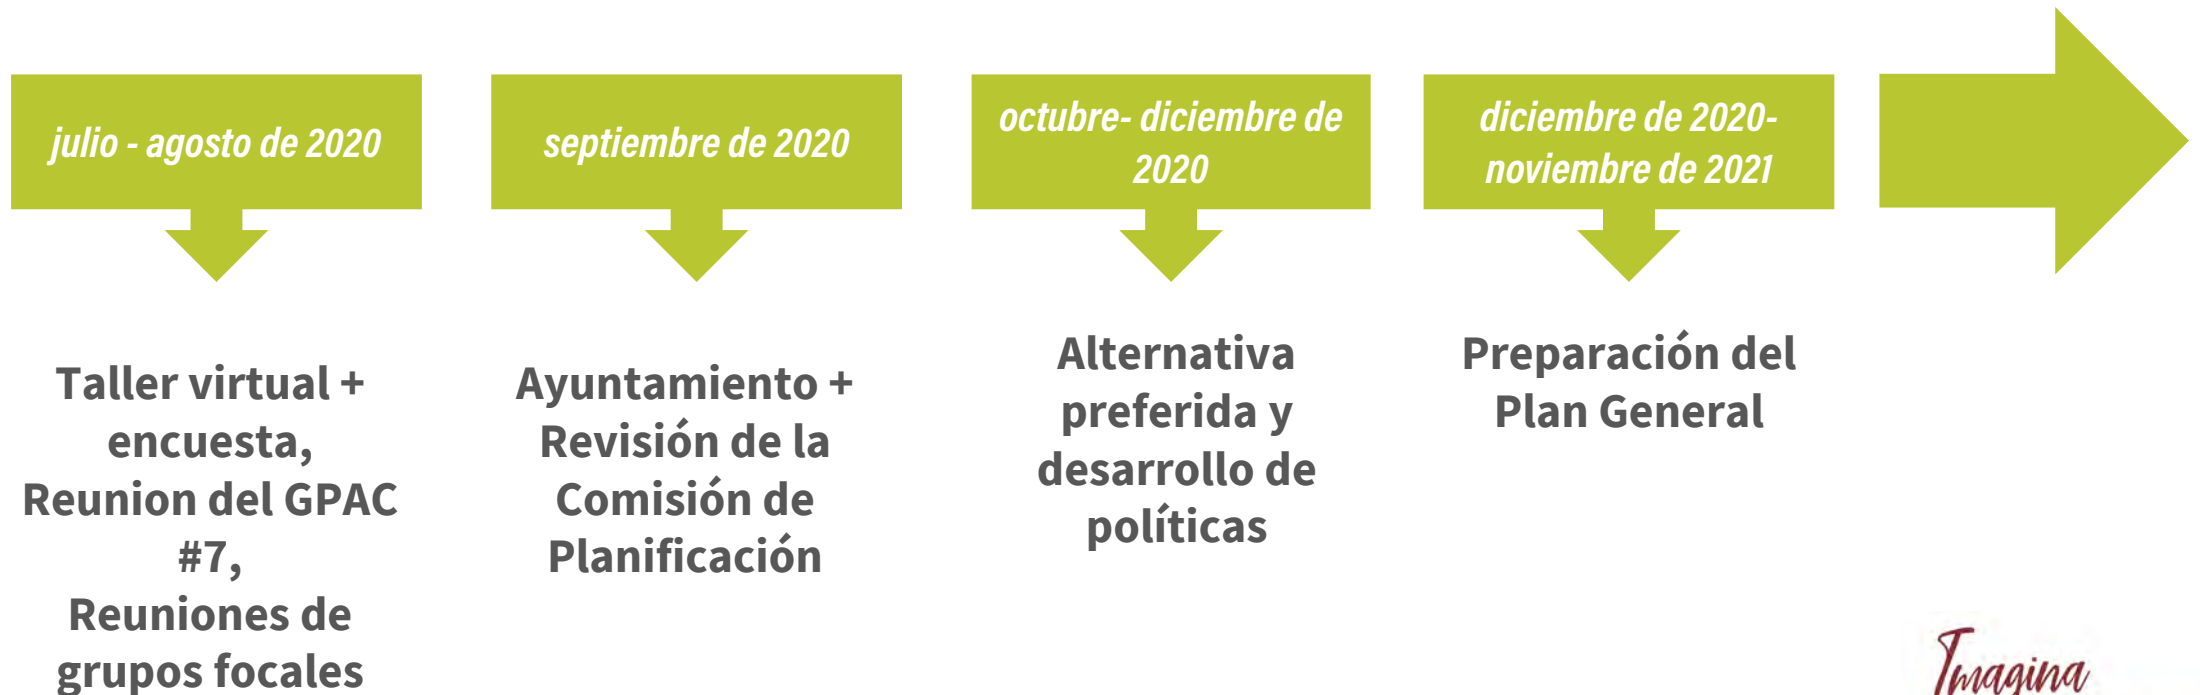 julio - agosto de 2020
Taller virtual +
encuesta,
Reunion del GPAC
#7,
Reuniones de
grupos focales
septiembre de 2020
Ayuntamiento +
Revisión de la
Comisión de
Planificación
octubre- diciembre de
2020
Alternativa
preferida y
desarrollo de
políticas
diciembre de 2020-
noviembre de 2021
Preparación del
Plan General
Imagina